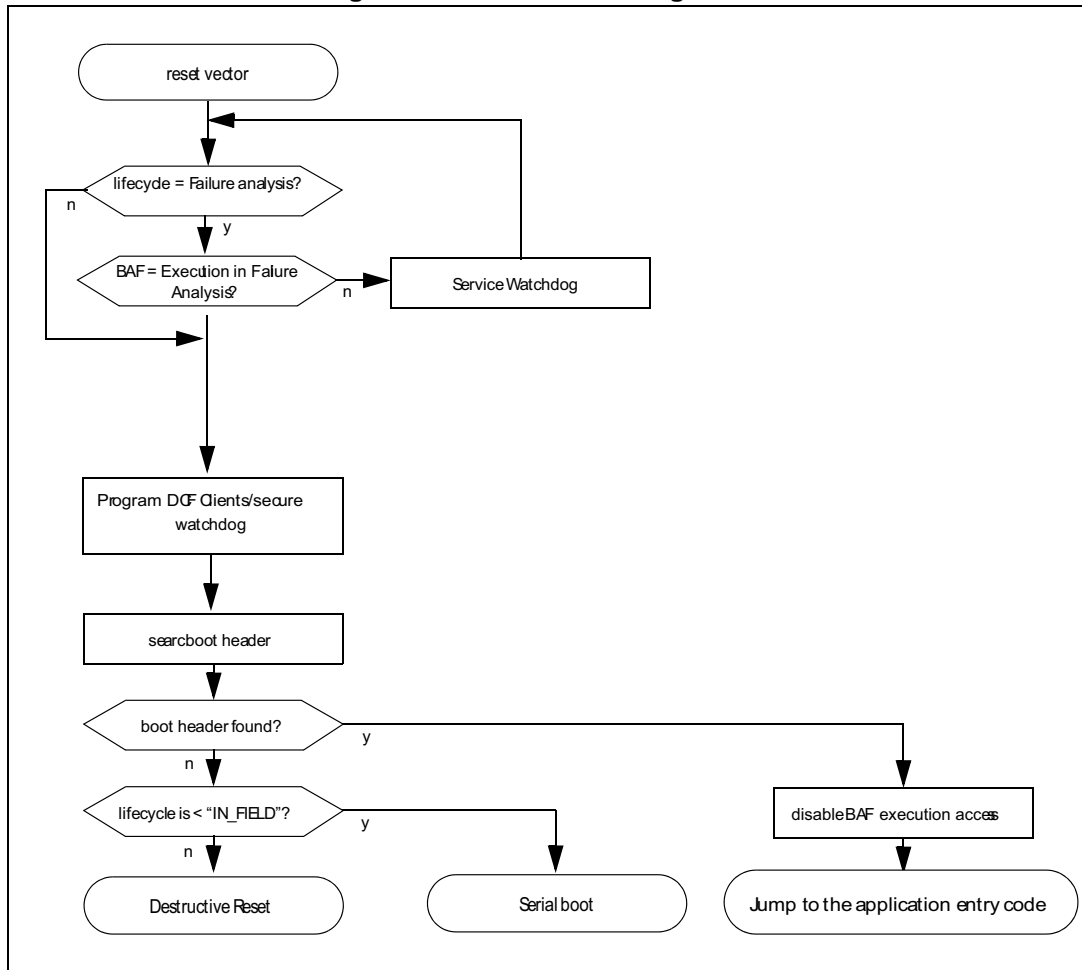 reset vector
lifecycle = Failure analysis?
n
y
BAF = Execution in Failure
Analysis?
n
Service Watchdog
Program DCF Clients/secure
watchdog
searcboot header
boot header found?
y
n
lifecycle is < “IN_FIELD”?
y
n
disable BAF execution access
Destructive Reset
Serial boot
Jump to the application entry code